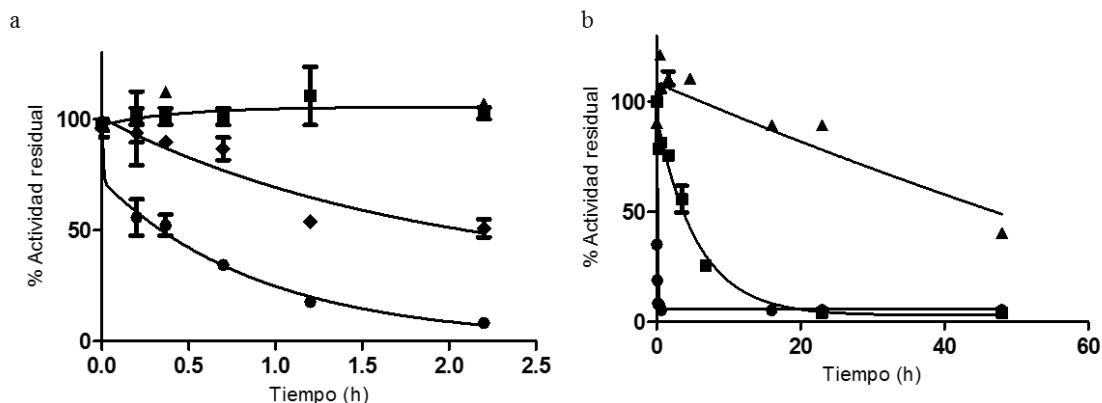 a
% Actividad residual
100
50
0
0.0 0.5 1.0 1.5 2.0 2.5
Tiempo (h)
b
% Actividad residual
100
50
0
0 20 40 60
Tiempo (h)